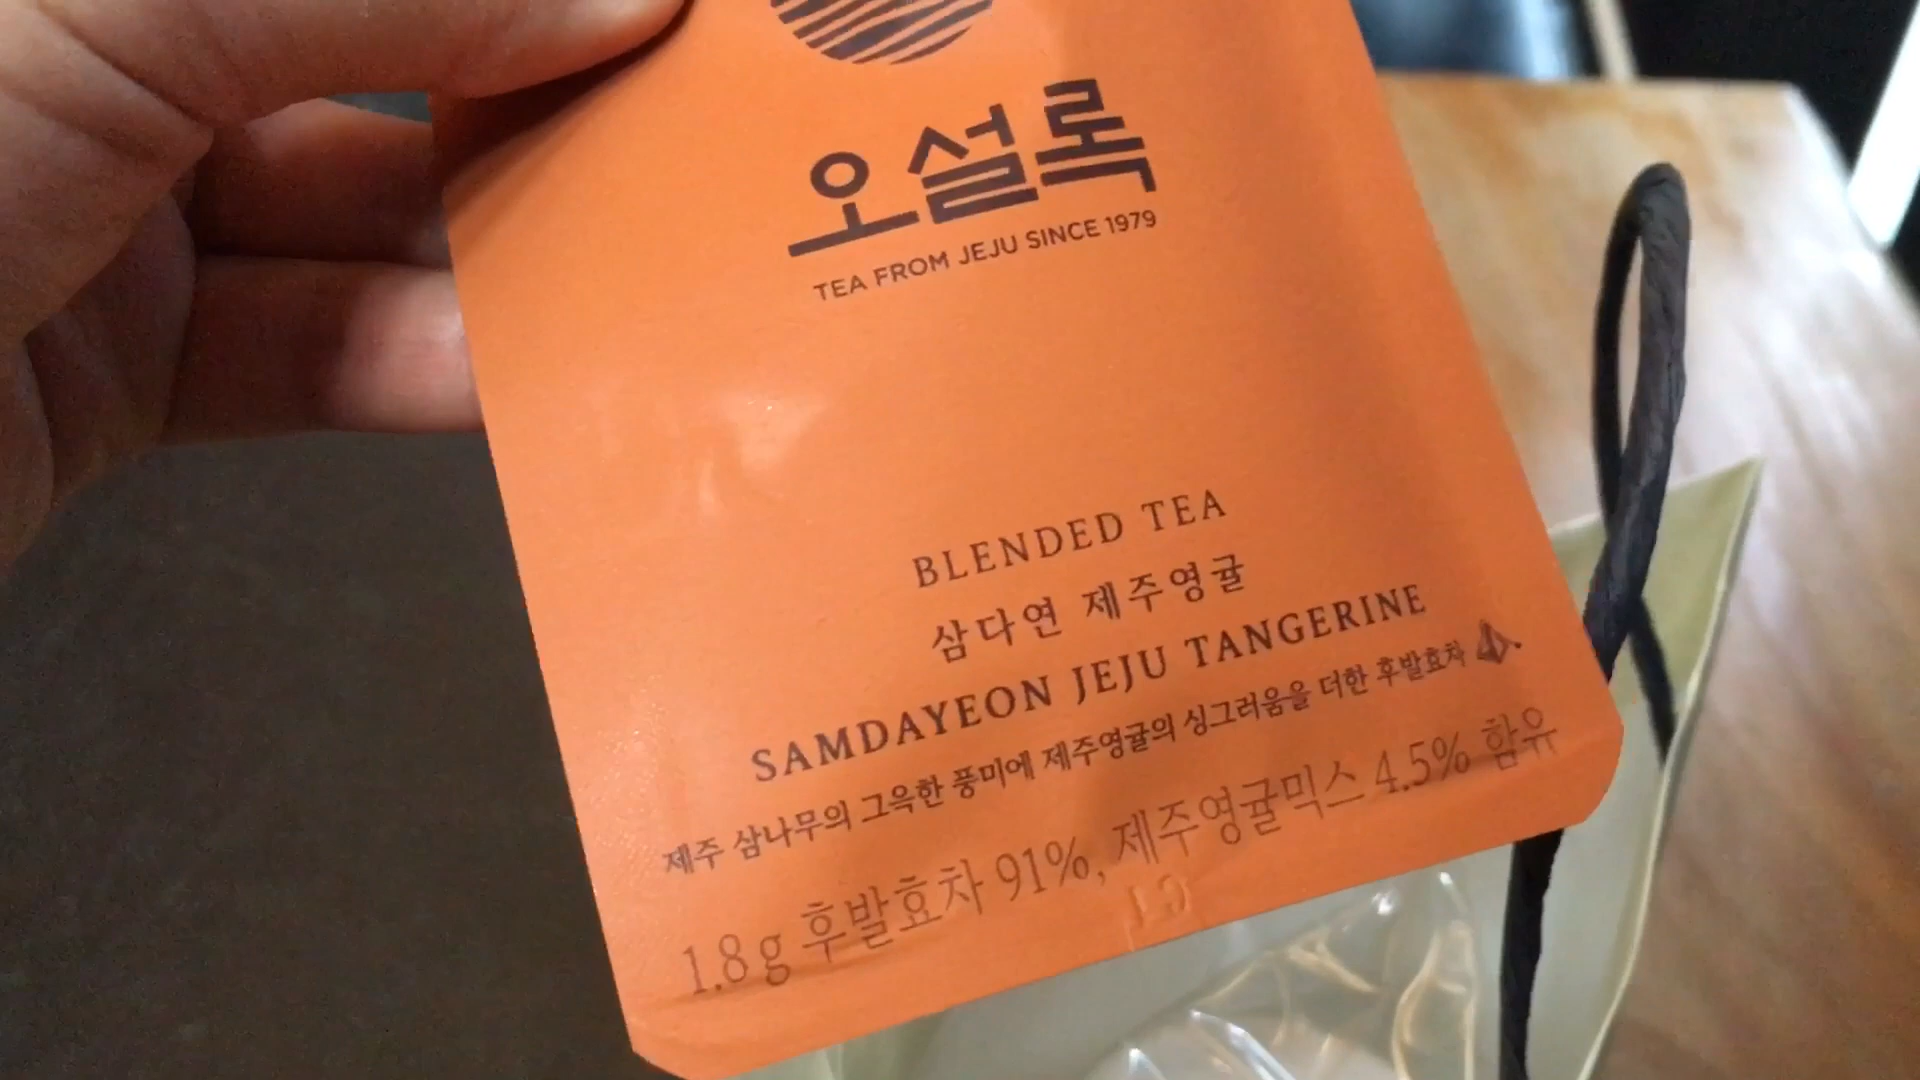 오설록
TEA FROM JEJU SINCE 1979
BLENDED TEA
삼다연 제주영귤
SAMDAYEON JEJU TANGERINE
제주 삼나무의 그윽한 풍미에 제주영귤의 싱그러움을 더한 후발효차
1.8g 후발효차 91%, 제주영귤믹스 4.5% 함유